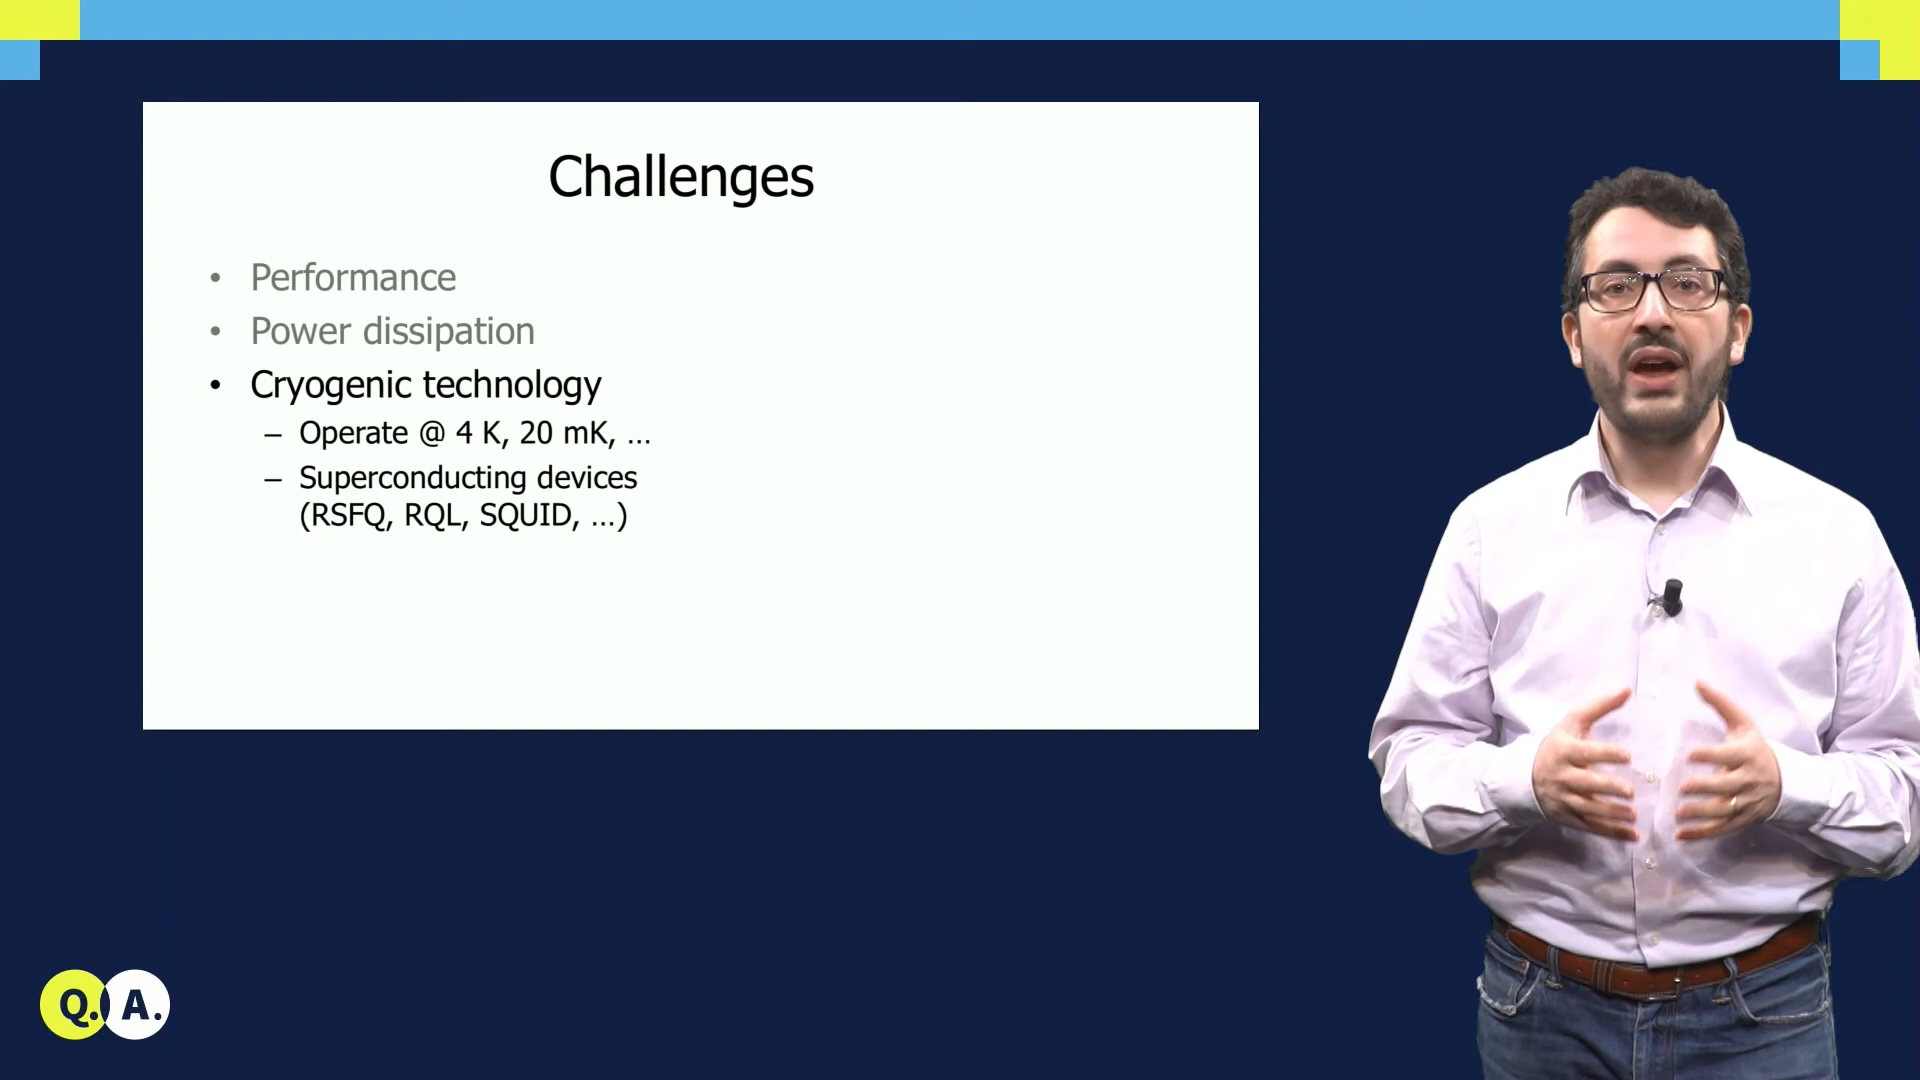 Challenges
• Performance
• Power dissipation
• Cryogenic technology
– Operate @ 4 K, 20 mK, ...
– Superconducting devices
(RSFQ, RQL, SQUID, ...)
Q. A.